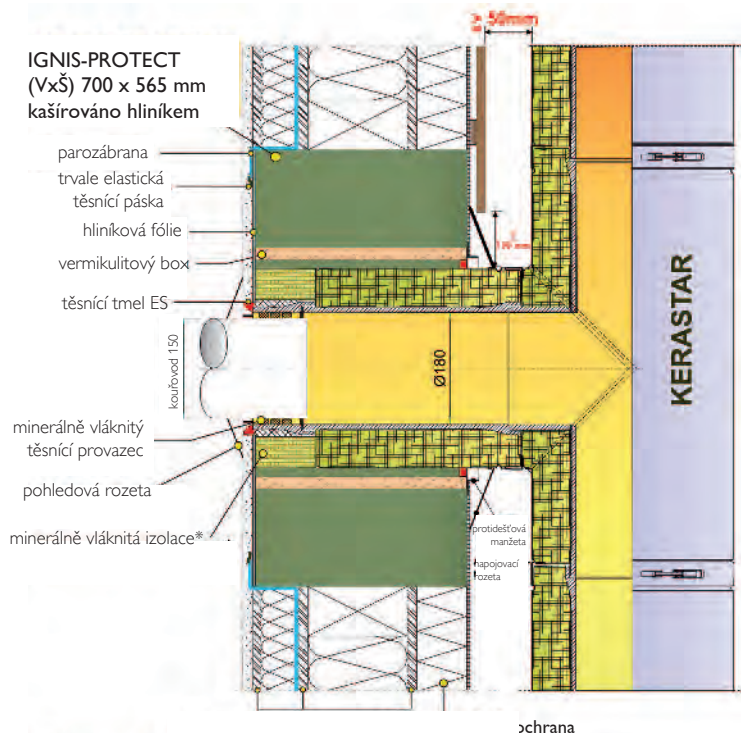 ≥ 50mm
IGNIS-PROTECT
(VxŠ) 700 x 565 mm
kašírováno hliníkem
parozábrana
trvale elastická
těsnící páska
hliníková fólie
vermikulitový box
těsnící tmel ES
kouřovod 150
Ø180
KERASTAR
minerálně vláknitý
těsnící provazec
pohledová rozeta
minerálně vláknitá izolace*
protidešťová
manžeta
napojovací
rozeta
ochrana